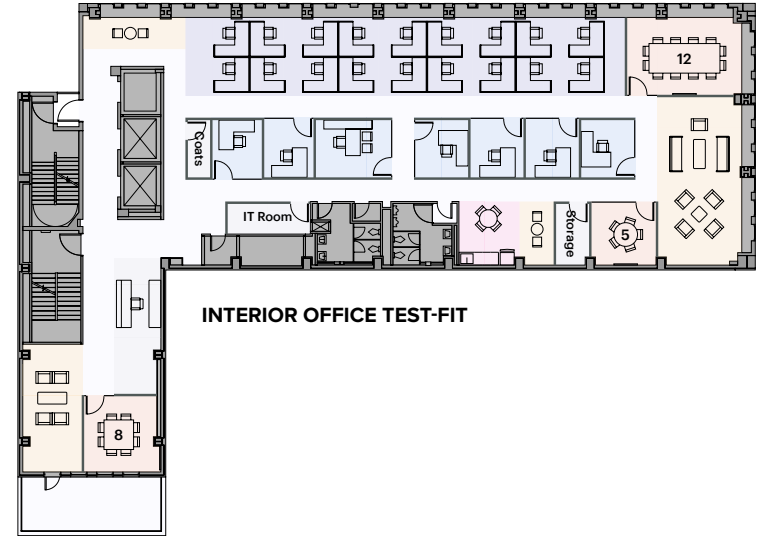 12
Coats
IT Room
Storage
5
INTERIOR OFFICE TEST-FIT
8